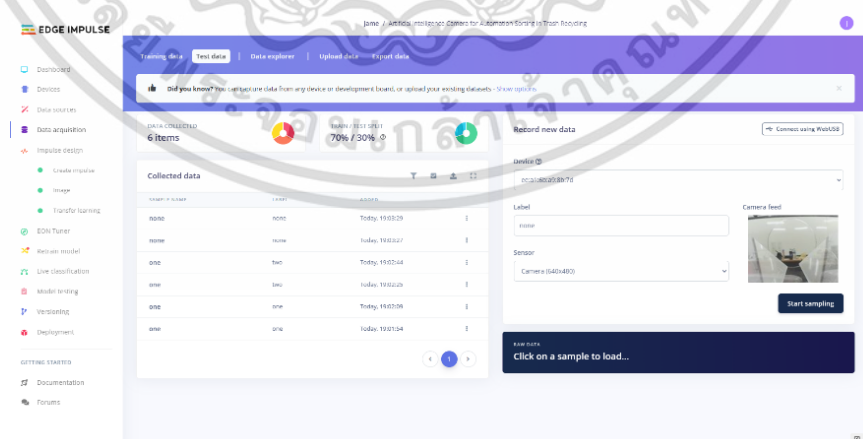 EDGE IMPULSE
Jame / Artificial Intelligence Camera for Automation Sorting in Trash Recycling
J
Dashboard
Devices
Data sources
Data acquisition
Impulse design
Create impulse
Image
Transfer learning
EON Tuner
Retrain model
Live classification
Model testing
Versioning
Deployment
GETTING STARTED
Documentation
Forums
Training data
Test data
Data explorer
Upload data
Export data
Did you know? You can capture data from any device or development board, or upload your existing datasets - Show options
DATA COLLECTED
6 items
TRAIN / TEST SPLIT
70% / 30%
Collected data
SAMPLE NAME LABEL ADDED
none none Today, 19:03:29
none none Today, 19:03:27
one two Today, 19:02:44
one two Today, 19:02:25
one one Today, 19:02:09
one one Today, 19:01:54
1
Record new data
Connect using WebUSB
Device
Label
Camera feed
none
Sensor
Camera (640x480)
Start sampling
RAW DATA
Click on a sample to load...